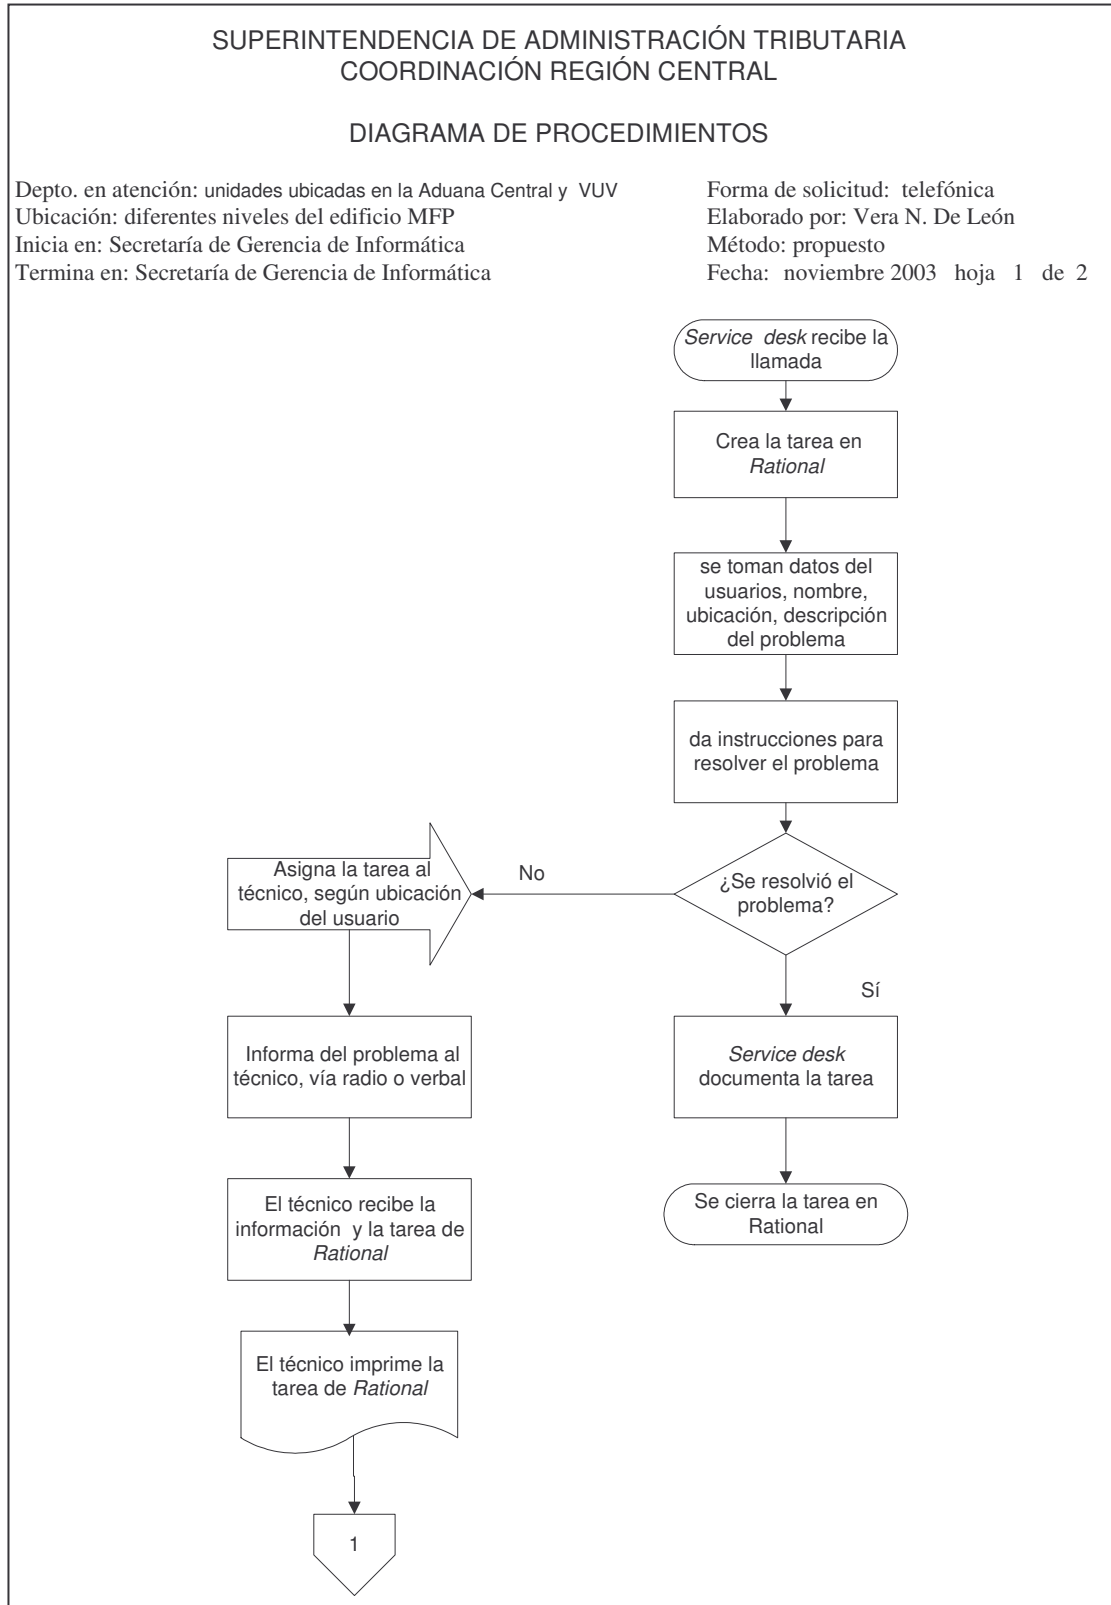 SUPERINTENDENCIA DE ADMINISTRACIÓN TRIBUTARIA
COORDINACIÓN REGIÓN CENTRAL
DIAGRAMA DE PROCEDIMIENTOS
Depto. en atención: unidades ubicadas en la Aduana Central y VUV
Ubicación: diferentes niveles del edificio MFP
Inicia en: Secretaría de Gerencia de Informática
Termina en: Secretaría de Gerencia de Informática
Forma de solicitud: telefónica
Elaborado por: Vera N. De León
Método: propuesto
Fecha: noviembre 2003 hoja 1 de 2
Service desk recibe la
llamada
Crea la tarea en
Rational
se toman datos del
usuarios, nombre,
ubicación, descripción
del problema
da instrucciones para
resolver el problema
¿Se resolvió el
problema?
No
Asigna la tarea al
técnico, según ubicación
del usuario
Sí
Informa del problema al
técnico, vía radio o verbal
Service desk
documenta la tarea
El técnico recibe la
información y la tarea de
Rational
Se cierra la tarea en
Rational
El técnico imprime la
tarea de Rational
1